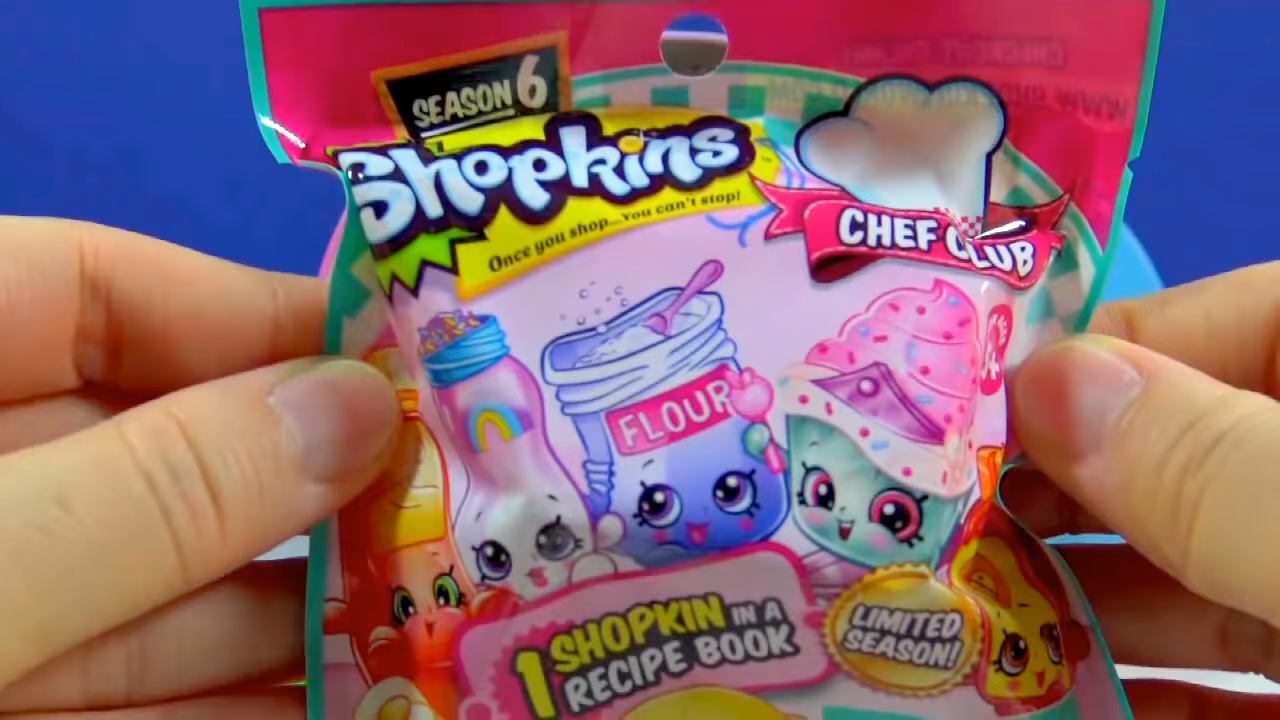 SEASON 6
Shopkins
Once you shop...You can't stop!
CHEF CLUB
FLOUR
1 SHOPKIN IN A
RECIPE BOOK
LIMITED
SEASON!